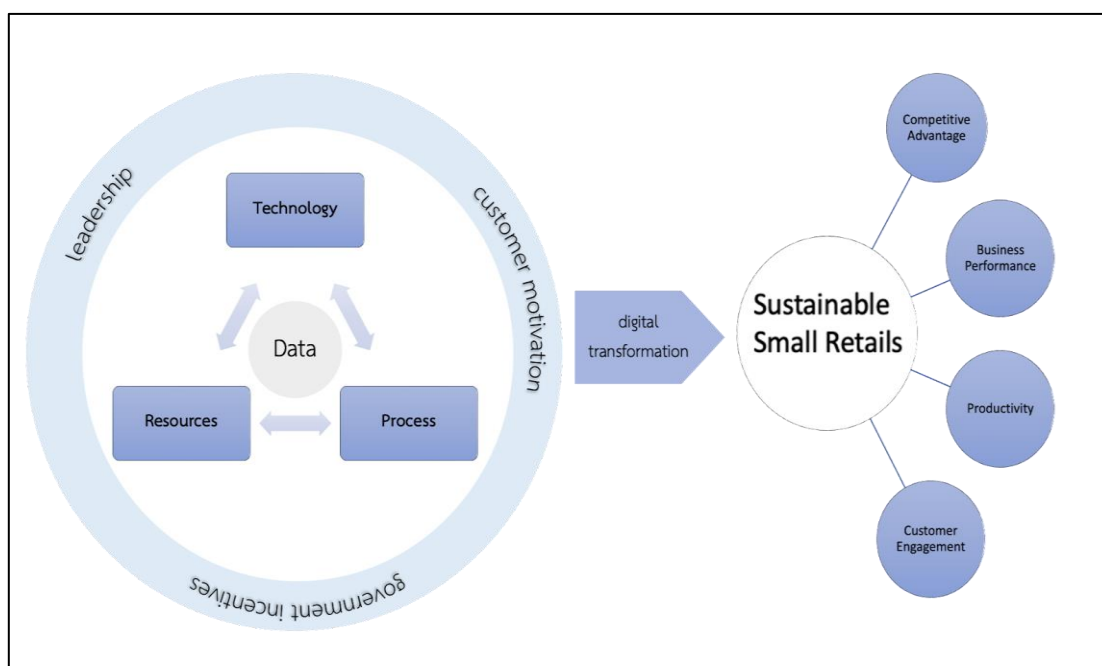 leadership
customer motivation
government incentives
Technology
Data
Resources
Process
digital
transformation
Sustainable
Small Retails
Competitive
Advantage
Business
Performance
Productivity
Customer
Engagement